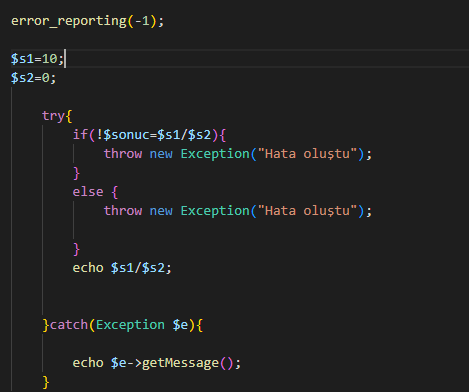 error_reporting(-1);
$s1=10;
$s2=0;
try{
if(!$sonuc=$s1/$s2){
throw new Exception("Hata oluştu");
}
else {
throw new Exception("Hata oluştu");
}
echo $s1/$s2;
}catch(Exception $e){
echo $e->getMessage();
}